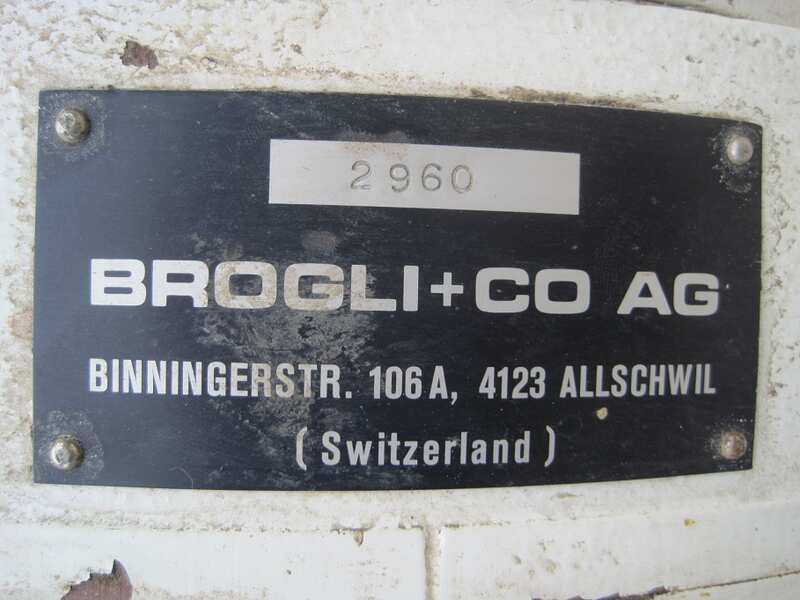 2960
BROGLI+CO AG
BINNINGERSTR. 106A, 4123 ALLSCHWIL
(Switzerland)